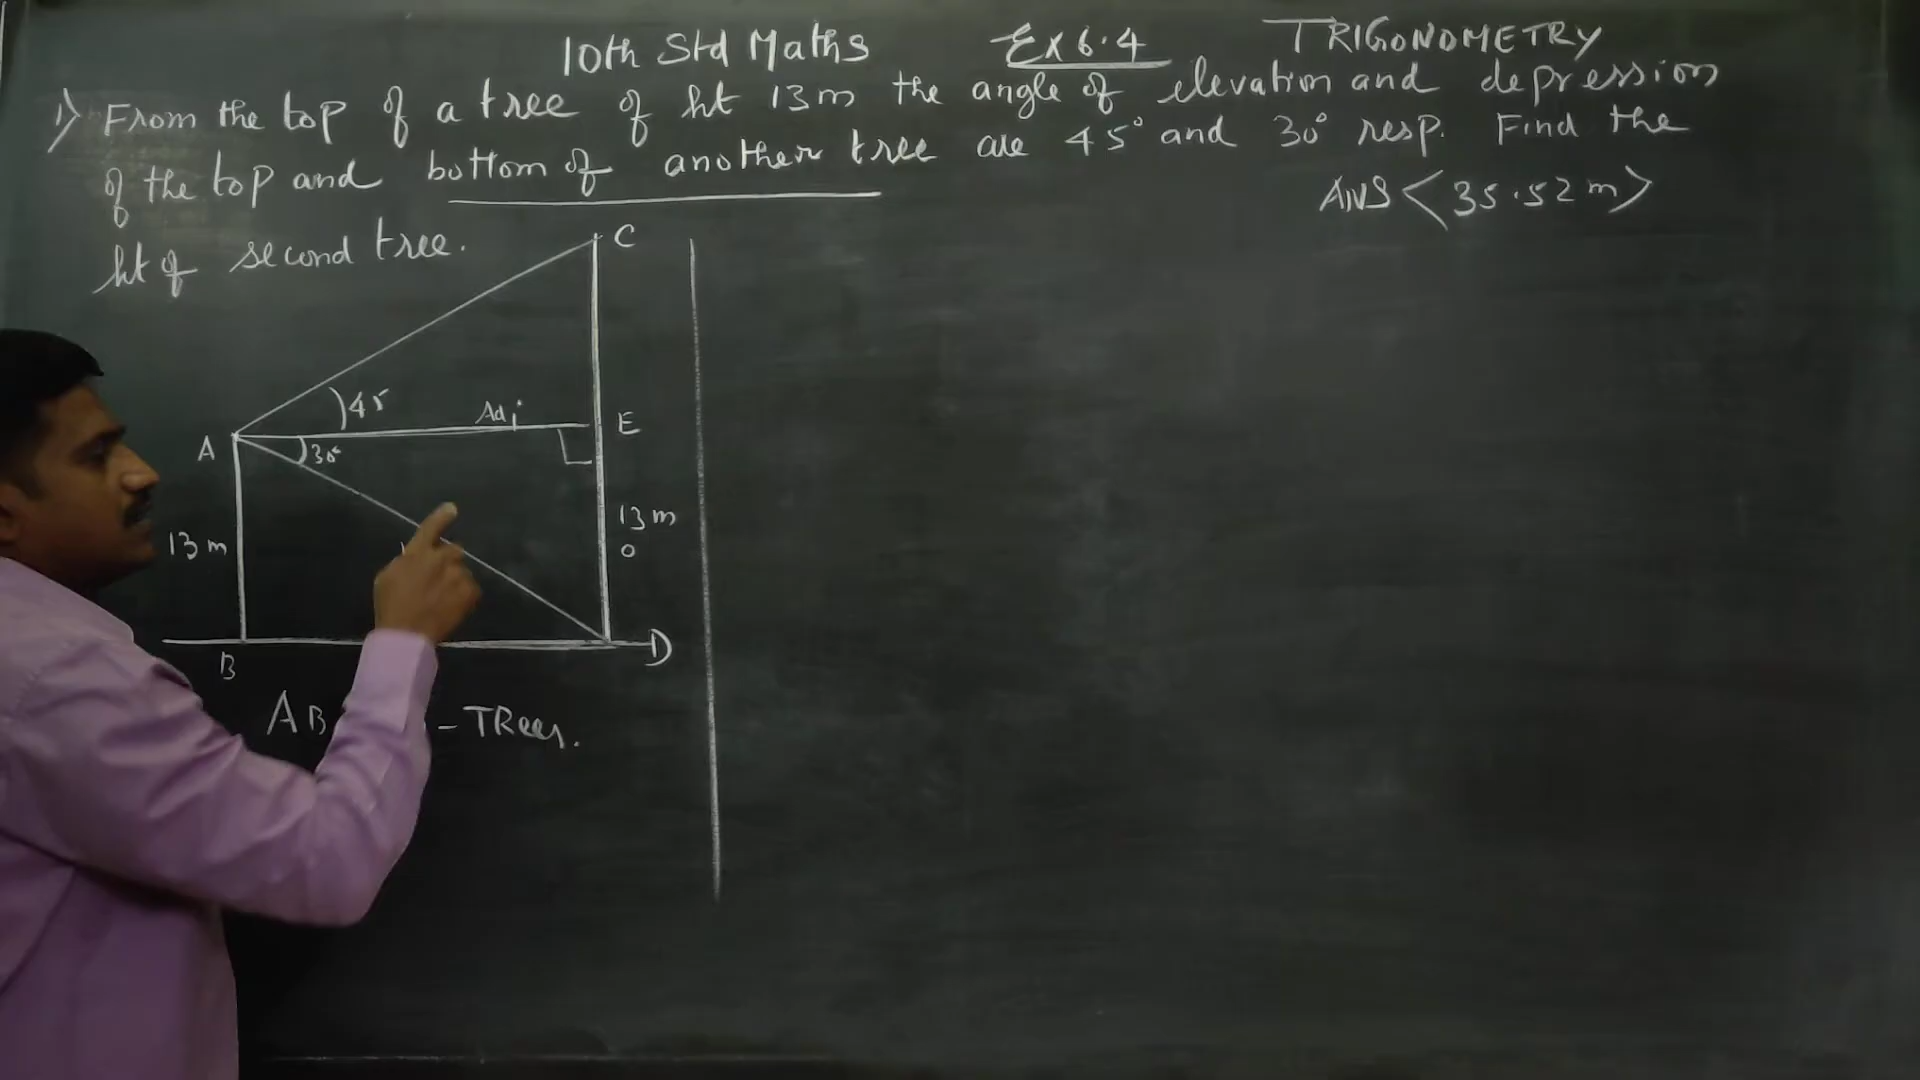 10th Std Maths Ex 6.4 TRIGONOMETRY
1) From the top of a tree of ht 13m the angle of elevation and depression
of the top and bottom of another tree are 45° and 30° resp. Find the
ht of second tree.
ANS <35.52 m>
C
45
Adj
E
A
30°
13 m
13 m
o
B
D
AB - TRees.